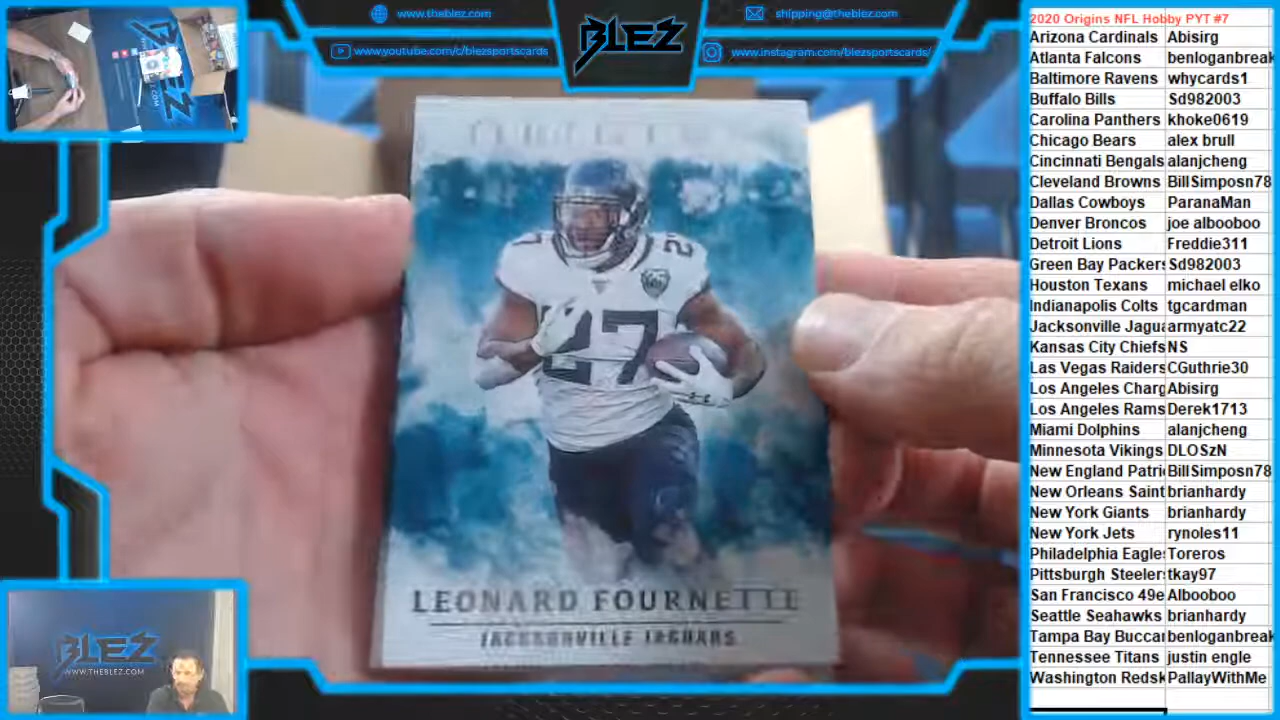 www.theblez.com
shipping@theblez.com
BLEZ
www.youtube.com/c/blezsportscards
www.instagram.com/blezsportscards/
27
27
LEONARD FOURNETTE
JACKSONVILLE JAGUARS
BLEZ
WWW.THEBLEZ.COM
2020 Origins NFL Hobby PYT #7
Arizona Cardinals Abisirg
Atlanta Falcons benloganbreak
Baltimore Ravens whycards1
Buffalo Bills Sd982003
Carolina Panthers khoke0619
Chicago Bears alex brull
Cincinnati Bengals alanjcheng
Cleveland Browns BillSimposn78
Dallas Cowboys ParanaMan
Denver Broncos joe albooboo
Detroit Lions Freddie311
Green Bay Packers Sd982003
Houston Texans michael elko
Indianapolis Colts tgcardman
Jacksonville Jagua armyatc22
Kansas City Chiefs NS
Las Vegas Raiders CGuthrie30
Los Angeles Charg Abisirg
Los Angeles Rams Derek1713
Miami Dolphins alanjcheng
Minnesota Vikings DLOSzN
New England Patri BillSimposn78
New Orleans Saint brianhardy
New York Giants brianhardy
New York Jets rynoles11
Philadelphia Eagle Toreros
Pittsburgh Steeler tkay97
San Francisco 49e Albooboo
Seattle Seahawks brianhardy
Tampa Bay Buccar benloganbreak
Tennessee Titans justin engle
Washington Redsk PallayWithMe